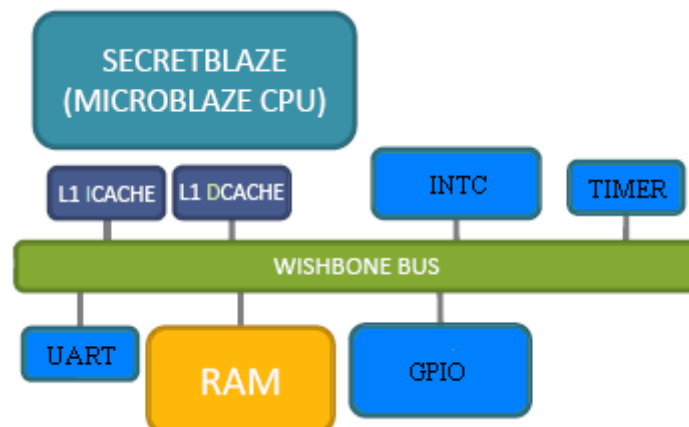 SECRETBLAZE
(MICROBLAZE CPU)
L1 ICACHE
L1 DCACHE
INTC
TIMER
WISHBONE BUS
UART
RAM
GPIO